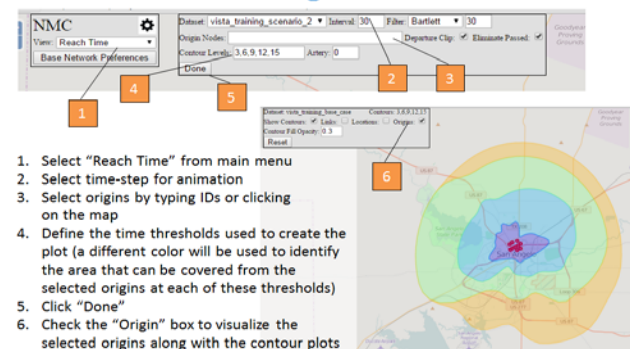 NMC
View: Reach Time
Base Network Preferences
Dataset: vista_training_scenario_2 Interval: 30 Filter: Bartlett 30
Origin Nodes: Departure Clip: Eliminate Passed:
Contour Levels: 3,6,9,12,15 Artery: 0
Done
1
4
5
2
3
Goodyear
Proving
Grounds
Dataset: vista_training_base_case Contours: 3,6,9,12,15
Show Contours: Links: Locations: Origins:
Contour Fill Opacity: 0.3
Reset
6
San Angelo
1. Select “Reach Time” from main menu
2. Select time-step for animation
3. Select origins by typing IDs or clicking
on the map
4. Define the time thresholds used to create the
plot (a different color will be used to identify
the area that can be covered from the
selected origins at each of these thresholds)
5. Click “Done”
6. Check the “Origin” box to visualize the
selected origins along with the contour plots